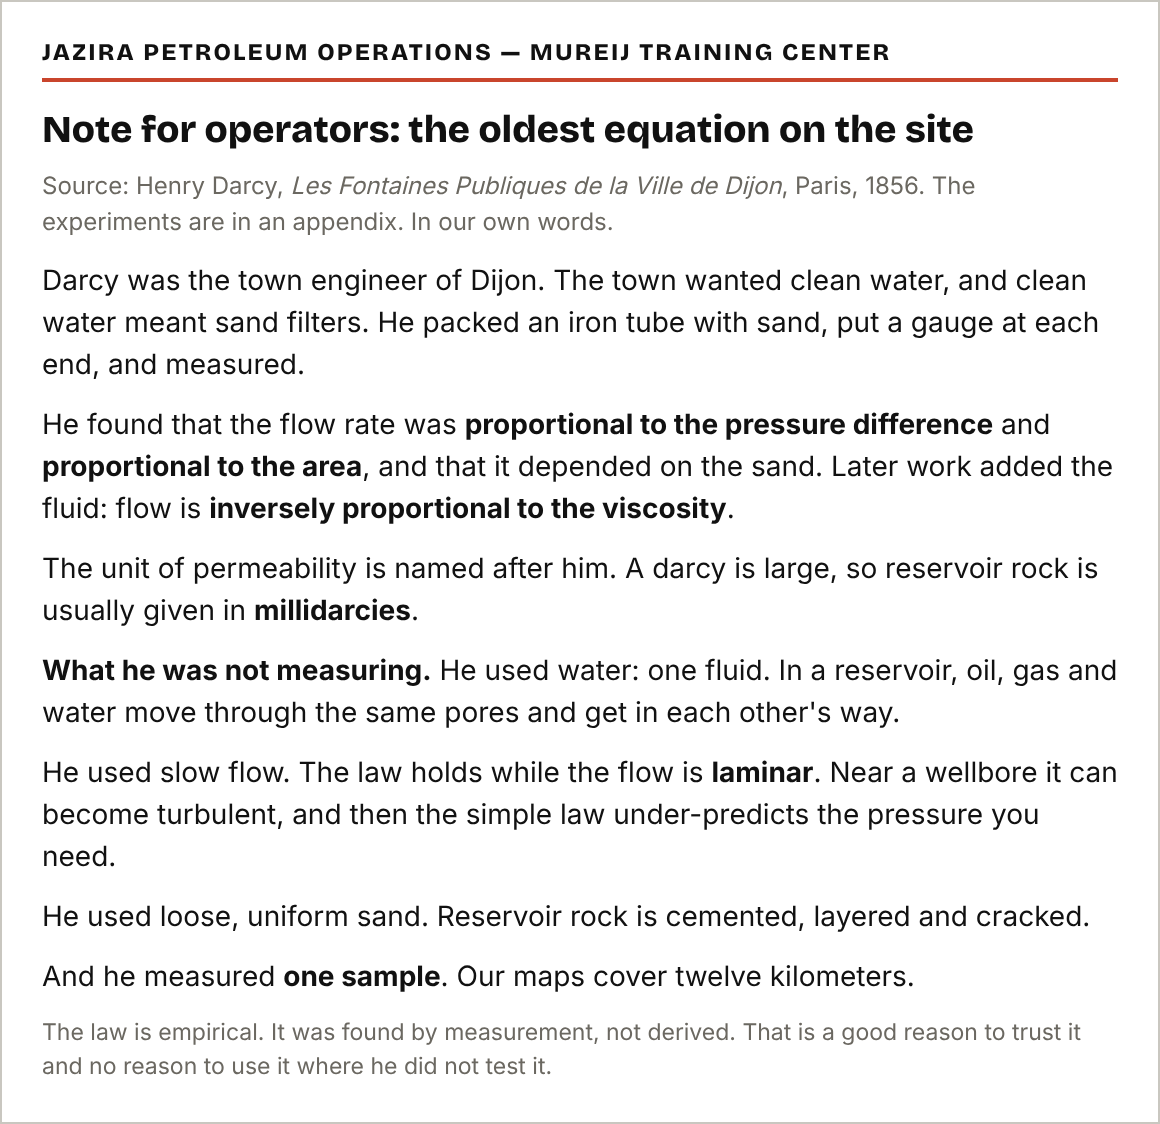 JAZIRA PETROLEUM OPERATIONS — MUREIJ TRAINING CENTER
Note for operators: the oldest equation on the site
Source: Henry Darcy, Les Fontaines Publiques de la Ville de Dijon, Paris, 1856. The
experiments are in an appendix. In our own words.
Darcy was the town engineer of Dijon. The town wanted clean water, and clean
water meant sand filters. He packed an iron tube with sand, put a gauge at each
end, and measured.
He found that the flow rate was proportional to the pressure difference and
proportional to the area, and that it depended on the sand. Later work added the
fluid: flow is inversely proportional to the viscosity.
The unit of permeability is named after him. A darcy is large, so reservoir rock is
usually given in millidarcies.
What he was not measuring. He used water: one fluid. In a reservoir, oil, gas and
water move through the same pores and get in each other's way.
He used slow flow. The law holds while the flow is laminar. Near a wellbore it can
become turbulent, and then the simple law under-predicts the pressure you
need.
He used loose, uniform sand. Reservoir rock is cemented, layered and cracked.
And he measured one sample. Our maps cover twelve kilometers.
The law is empirical. It was found by measurement, not derived. That is a good reason to trust it
and no reason to use it where he did not test it.